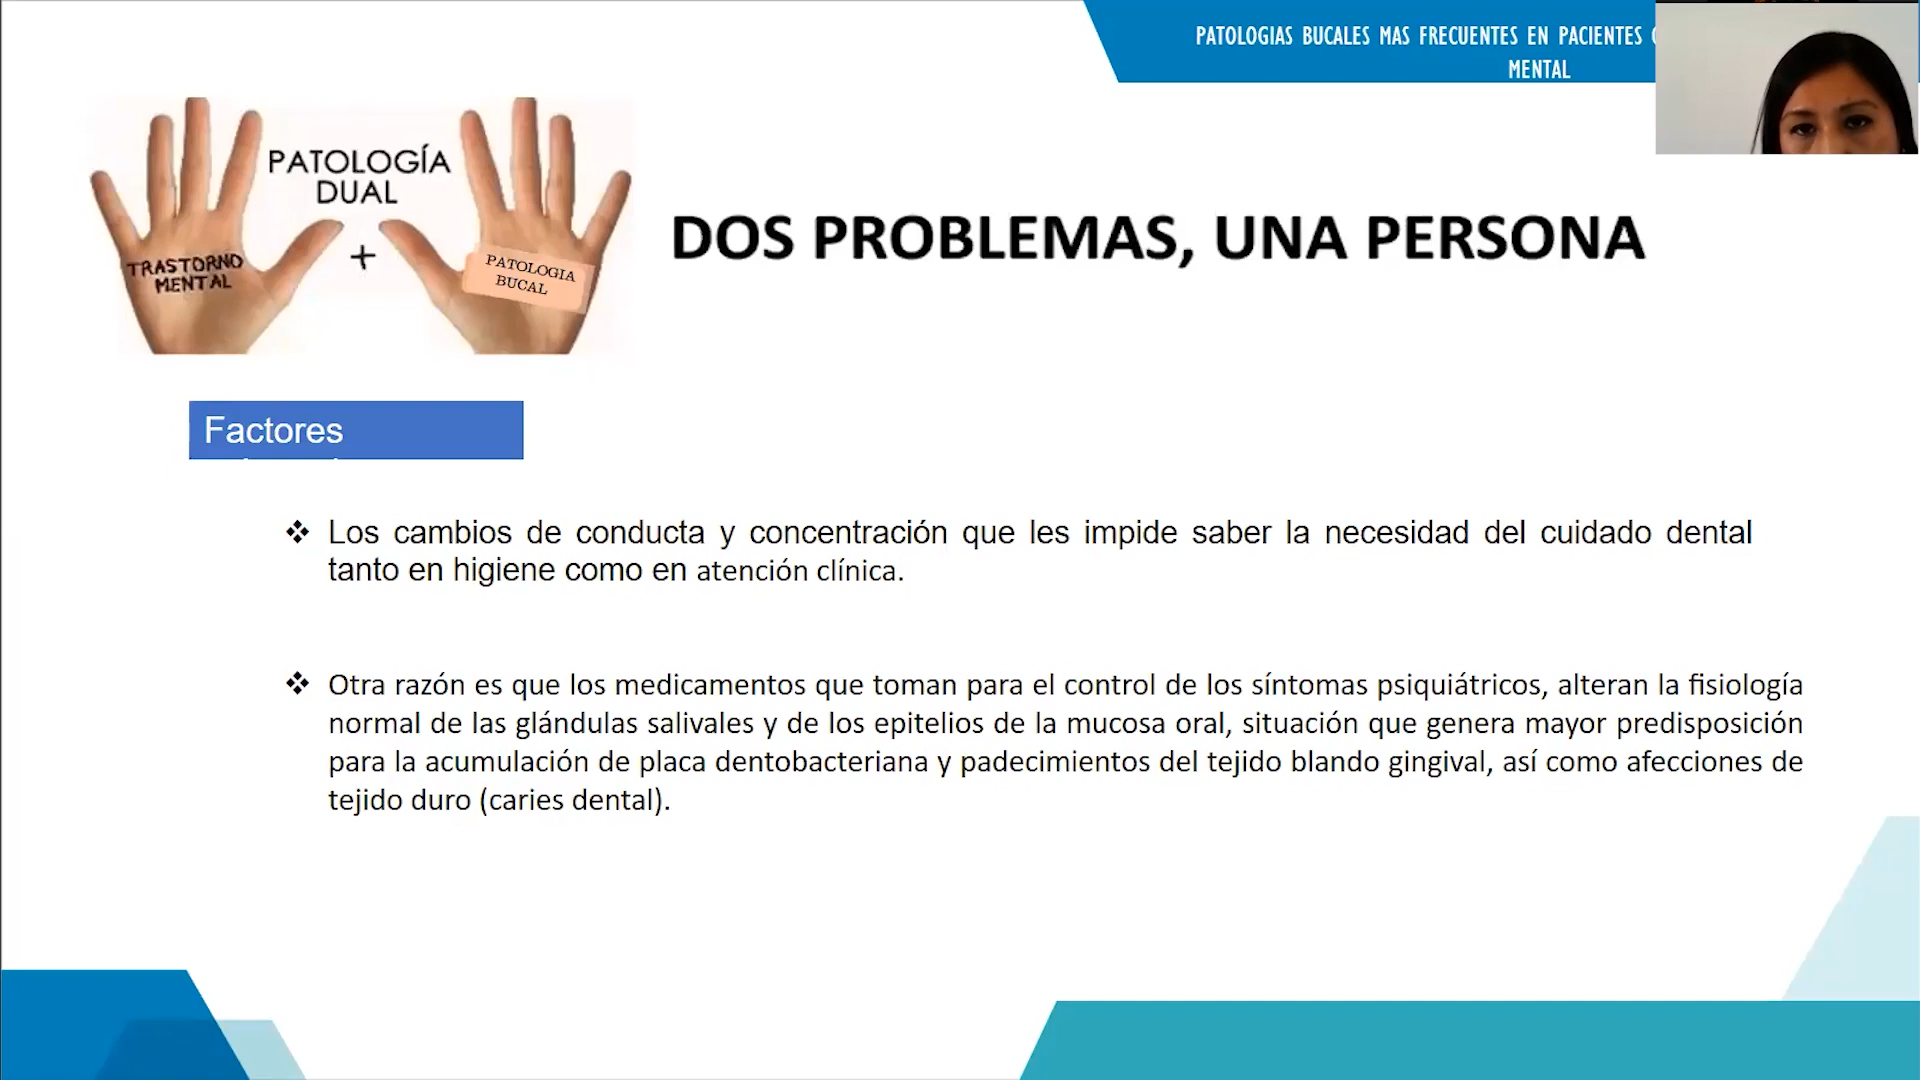 PATOLOGIAS BUCALES MAS FRECUENTES EN PACIENTES
MENTAL
PATOLOGÍA
DUAL
+
TRASTORNO
MENTAL
PATOLOGIA
BUCAL
DOS PROBLEMAS, UNA PERSONA
Factores
❖ Los cambios de conducta y concentración que les impide saber la necesidad del cuidado dental
tanto en higiene como en atención clínica.
❖ Otra razón es que los medicamentos que toman para el control de los síntomas psiquiátricos, alteran la fisiología
normal de las glándulas salivales y de los epitelios de la mucosa oral, situación que genera mayor predisposición
para la acumulación de placa dentobacteriana y padecimientos del tejido blando gingival, así como afecciones de
tejido duro (caries dental).